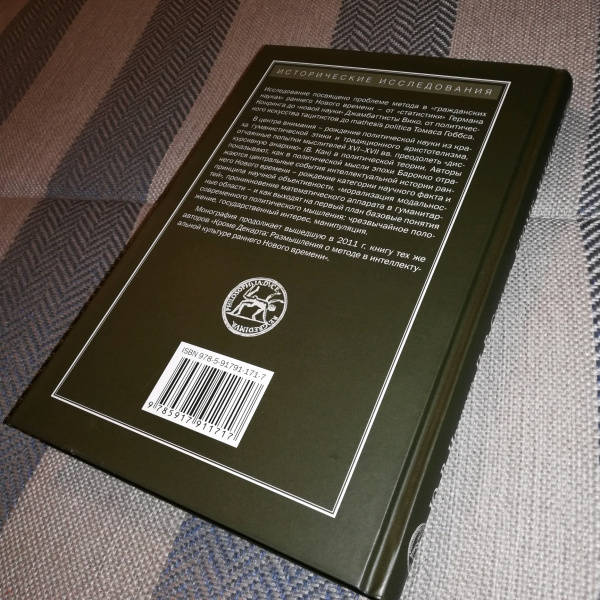 ИСТОРИЧЕСКИЕ ИССЛЕДОВАНИЯ
Исследование посвящено проблеме метода в «гражданских
науках» раннего Нового времени – от «статистики» Германа
Конринга до «новой науки» Джамбаттисты Вико, от политичес-
кого искусства тацитистов до mathesis politica Томаса Гоббса.
В центре внимания – рождение политической науки из кра-
ха гуманистической этики и традиционного аристотелизма,
отчаянные попытки мыслителей XVI–XVII вв. преодолеть «дис-
курсивную анархию» (В. Кан) в политической теории. Авторы
показывают, как в политической мысли эпохи Барокко отра-
жаются центральные события интеллектуальной истории ран-
него Нового времени – рождение категории научного факта и
принципа научной объективности, «морализация модальнос-
тей», проникновение математического аппарата в гуманитар-
ные области – и как выходят на первый план базовые понятия
современного политического мышления: чрезвычайное поло-
жение, государственный интерес, манипуляция.
Монография продолжает вышедшую в 2011 г. книгу тех же
авторов «Кроме Декарта: Размышления о методе в интеллекту-
альной культуре раннего Нового времени».
ISBN 978-5-91791-171-7
9 785917 911717